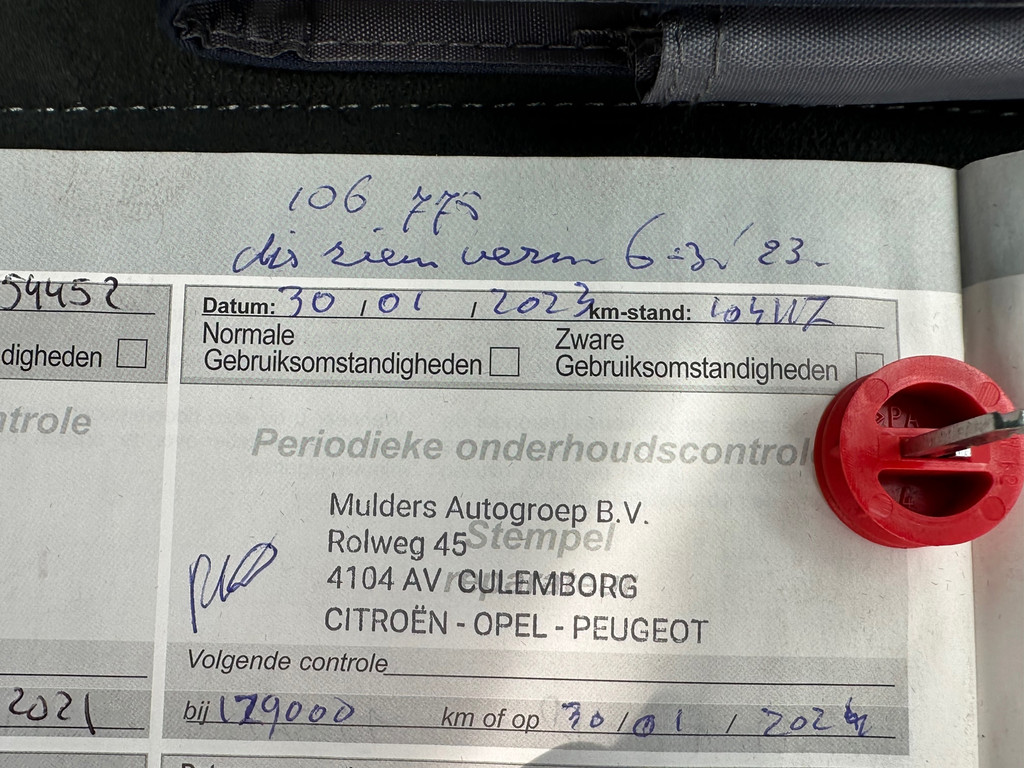 106 775
dis riem vern 6-3/'23.
59452
Datum: 30 / 01 / 2023 km-stand:
digheden
Normale
Gebruiksomstandigheden
Zware
Gebruiksomstandigheden
ntrole
Periodieke onderhoudscontrol
Mulders Autogroep B.V.
Rolweg 45
Stempel
4104 AV CULEMBORG
CITROËN - OPEL - PEUGEOT
Volgende controle
2021
bij 129000 km of op 30/01 / 2024